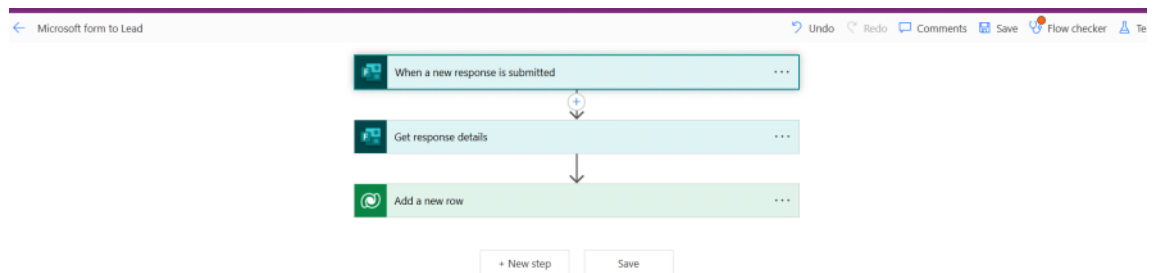 Microsoft form to Lead Undo Redo Comments Save Flow checker Te
When a new response is submitted
Get response details
Add a new row
+ New step Save